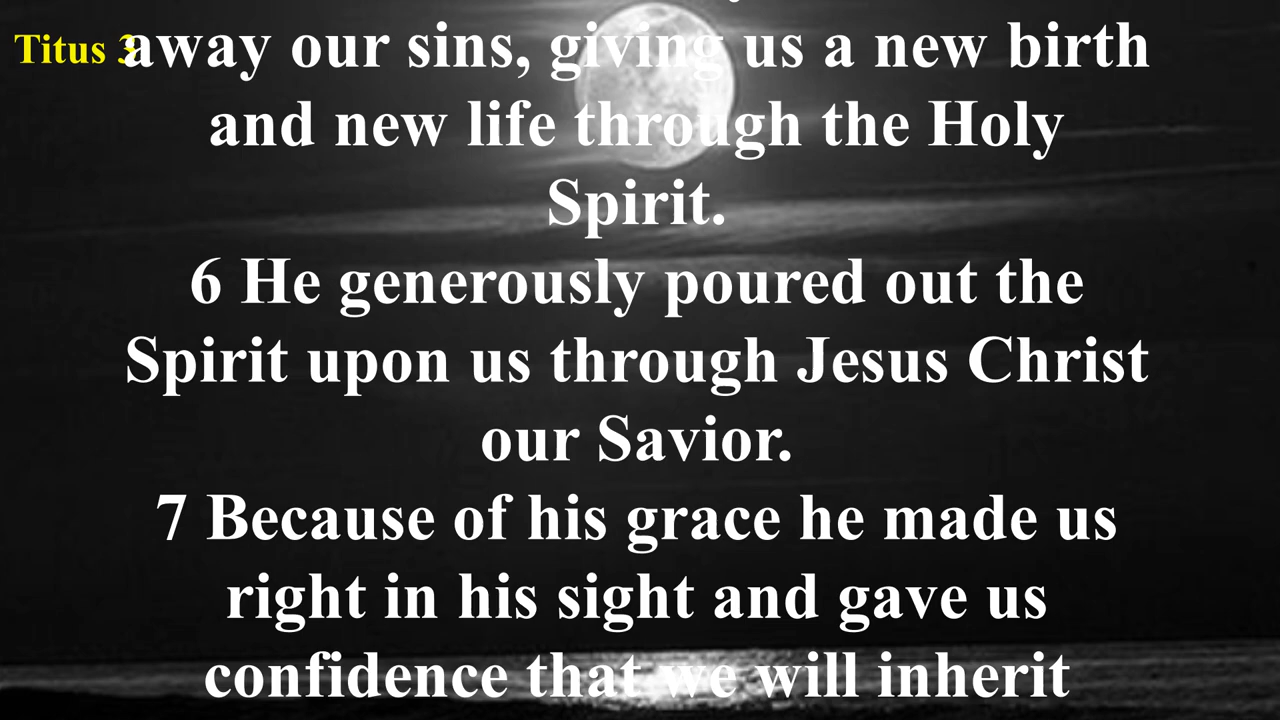 Titus 3
away our sins, giving us a new birth
and new life through the Holy
Spirit.
6 He generously poured out the
Spirit upon us through Jesus Christ
our Savior.
7 Because of his grace he made us
right in his sight and gave us
confidence that we will inherit